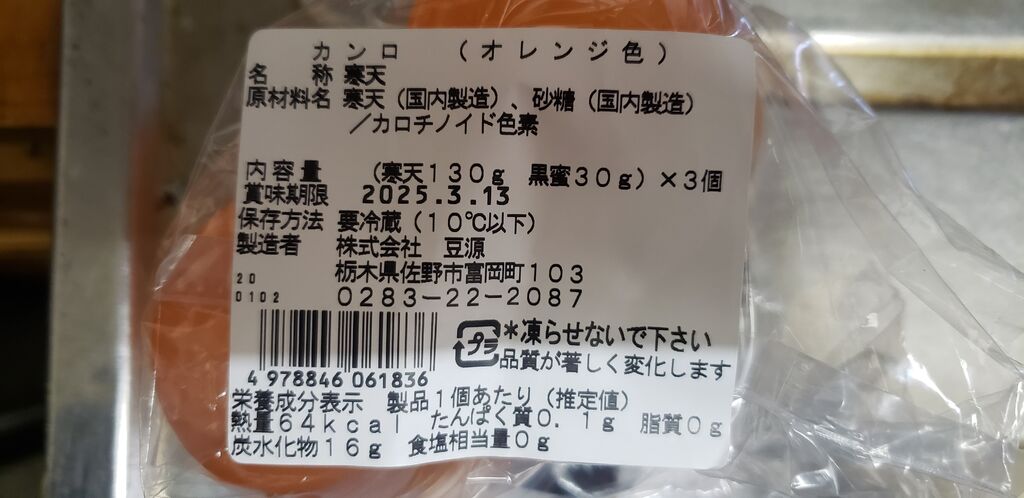 カンロ （オレンジ色）
名 称 寒天
原材料名 寒天（国内製造）、砂糖（国内製造）
／カロチノイド色素
内容量 （寒天１３０ｇ 黒蜜３０ｇ）×３個
賞味期限 2025.3.13
保存方法 要冷蔵（１０℃以下）
製造者 株式会社 豆源
栃木県佐野市富岡町１０３
20
0102 ０２８３－２２－２０８７
プラ
*凍らせないで下さい
品質が著しく変化します
4 978846 061836
栄養成分表示 製品１個あたり（推定値）
熱量６４ｋｃａｌ たんぱく質０．１ｇ 脂質０ｇ
炭水化物１６ｇ 食塩相当量０ｇ